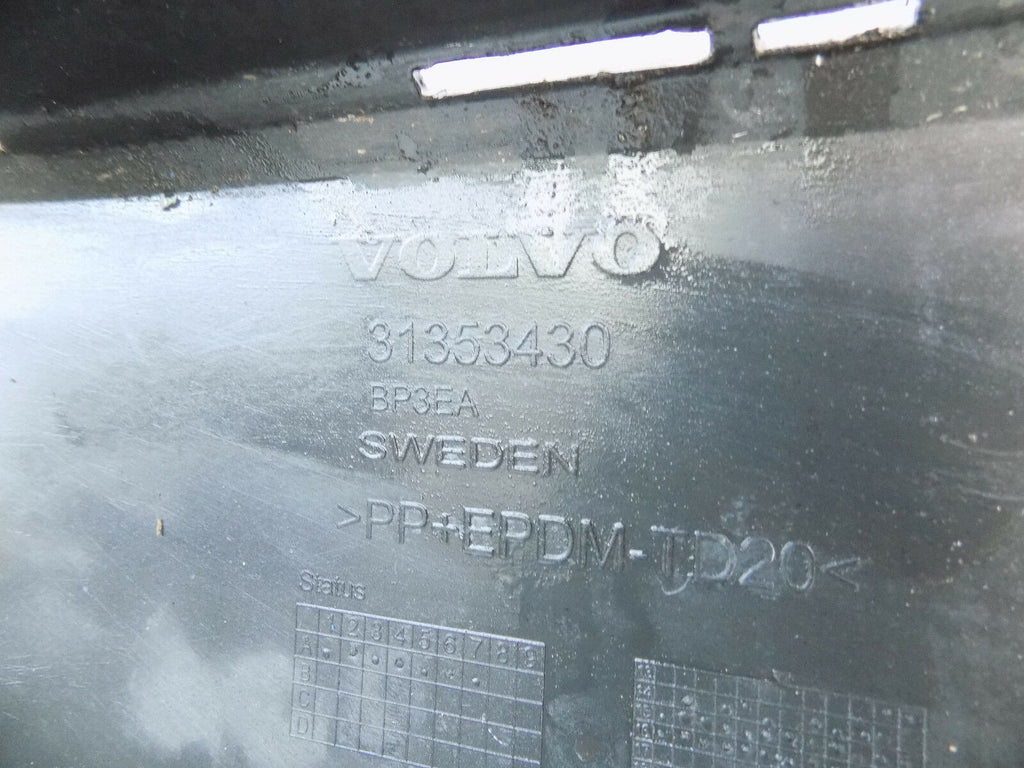 VOLVO
31353430
BP3EA
SWEDEN
>PP+EPDM-TD20<
Status
1 2 3 4 5 6 7 8 9
A
B
C
D